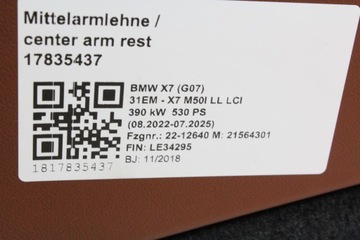 Mittelarmlehne /
center arm rest
17835437
BMW X7 (G07)
31EM - X7 M50I LL LCI
390 kW 530 PS
(08.2022-07.2025)
Fzgnr.: 22-12640 M: 21564301
FIN: LE34295
BJ: 11/2018
1817835437